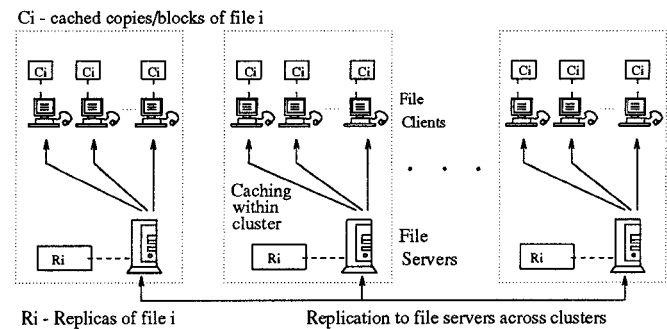 Ci - cached copies/blocks of file i
Ci Ci Ci Ci Ci Ci Ci Ci Ci
File
Clients
Caching
within
cluster
File
Servers
Ri Ri Ri
Ri - Replicas of file i Replication to file servers across clusters